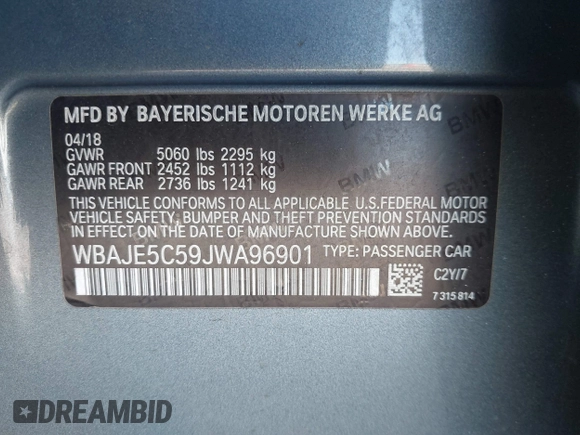 MFD BY BAYERISCHE MOTOREN WERKE AG
04/18
GVWR 5060 lbs 2295 kg
GAWR FRONT 2452 lbs 1112 kg
GAWR REAR 2736 lbs 1241 kg
THIS VEHICLE CONFORMS TO ALL APPLICABLE U.S.FEDERAL MOTOR
VEHICLE SAFETY, BUMPER AND THEFT PREVENTION STANDARDS
IN EFFECT ON THE DATE OF MANUFACTURE SHOWN ABOVE.
WBAJE5C59JWA96901 TYPE: PASSENGER CAR
C2Y/7
7315814
BMW
DREAMBID